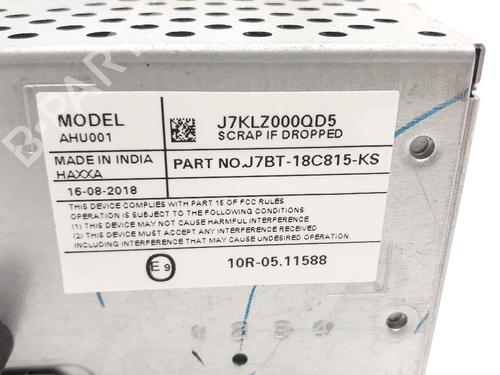 MODEL
AHU001
J7KLZ000QD5
SCRAP IF DROPPED
MADE IN INDIA
HAXXA
16-08-2018
PART NO.J7BT-18C815-KS
THIS DEVICE COMPLIES WITH PART 15 OF FCC RULES.
OPERATION IS SUBJECT TO THE FOLLOWING CONDITIONS:
(1) THIS DEVICE MAY NOT CAUSE HARMFUL INTERFERENCE.
(2) THIS DEVICE MUST ACCEPT ANY INTERFERENCE RECEIVED
INCLUDING INTERFERENCE THAT MAY CAUSE UNDESIRED OPERATION.
E9
10R-05.11588